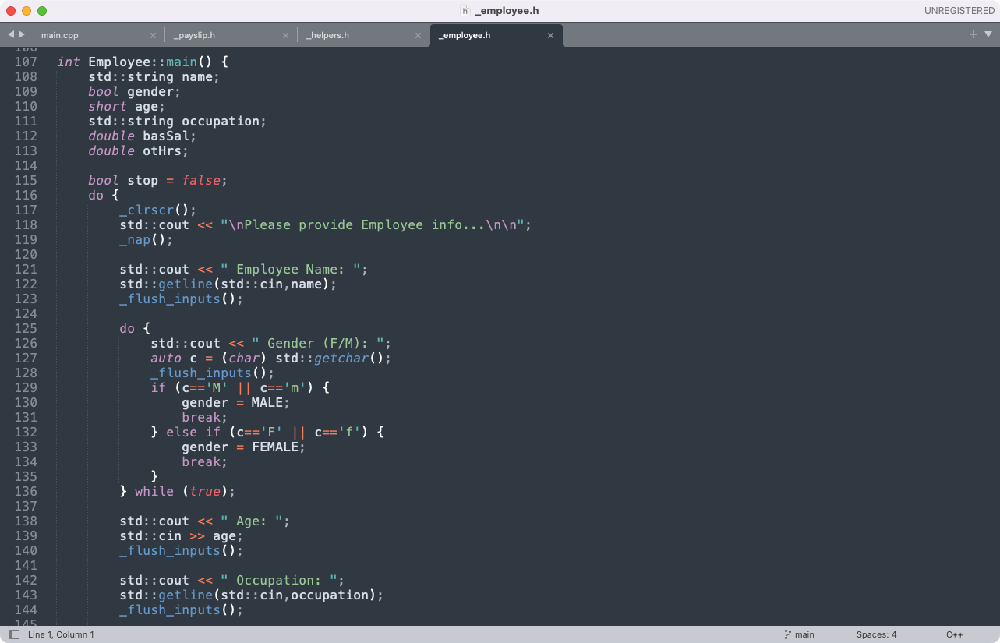 _employee.h
UNREGISTERED
main.cpp
_payslip.h
_helpers.h
_employee.h
106
107 int Employee::main() {
108     std::string name;
109     bool gender;
110     short age;
111     std::string occupation;
112     double basSal;
113     double otHrs;
114
115     bool stop = false;
116     do {
117         _clrscr();
118         std::cout << "\nPlease provide Employee info...\n\n";
119         _nap();
120
121         std::cout << " Employee Name: ";
122         std::getline(std::cin,name);
123         _flush_inputs();
124
125         do {
126             std::cout << " Gender (F/M): ";
127             auto c = (char) std::getchar();
128             _flush_inputs();
129             if (c=='M' || c=='m') {
130                 gender = MALE;
131                 break;
132             } else if (c=='F' || c=='f') {
133                 gender = FEMALE;
134                 break;
135             }
136         } while (true);
137
138         std::cout << " Age: ";
139         std::cin >> age;
140         _flush_inputs();
141
142         std::cout << " Occupation: ";
143         std::getline(std::cin,occupation);
144         _flush_inputs();
145
Line 1, Column 1
main
Spaces: 4
C++